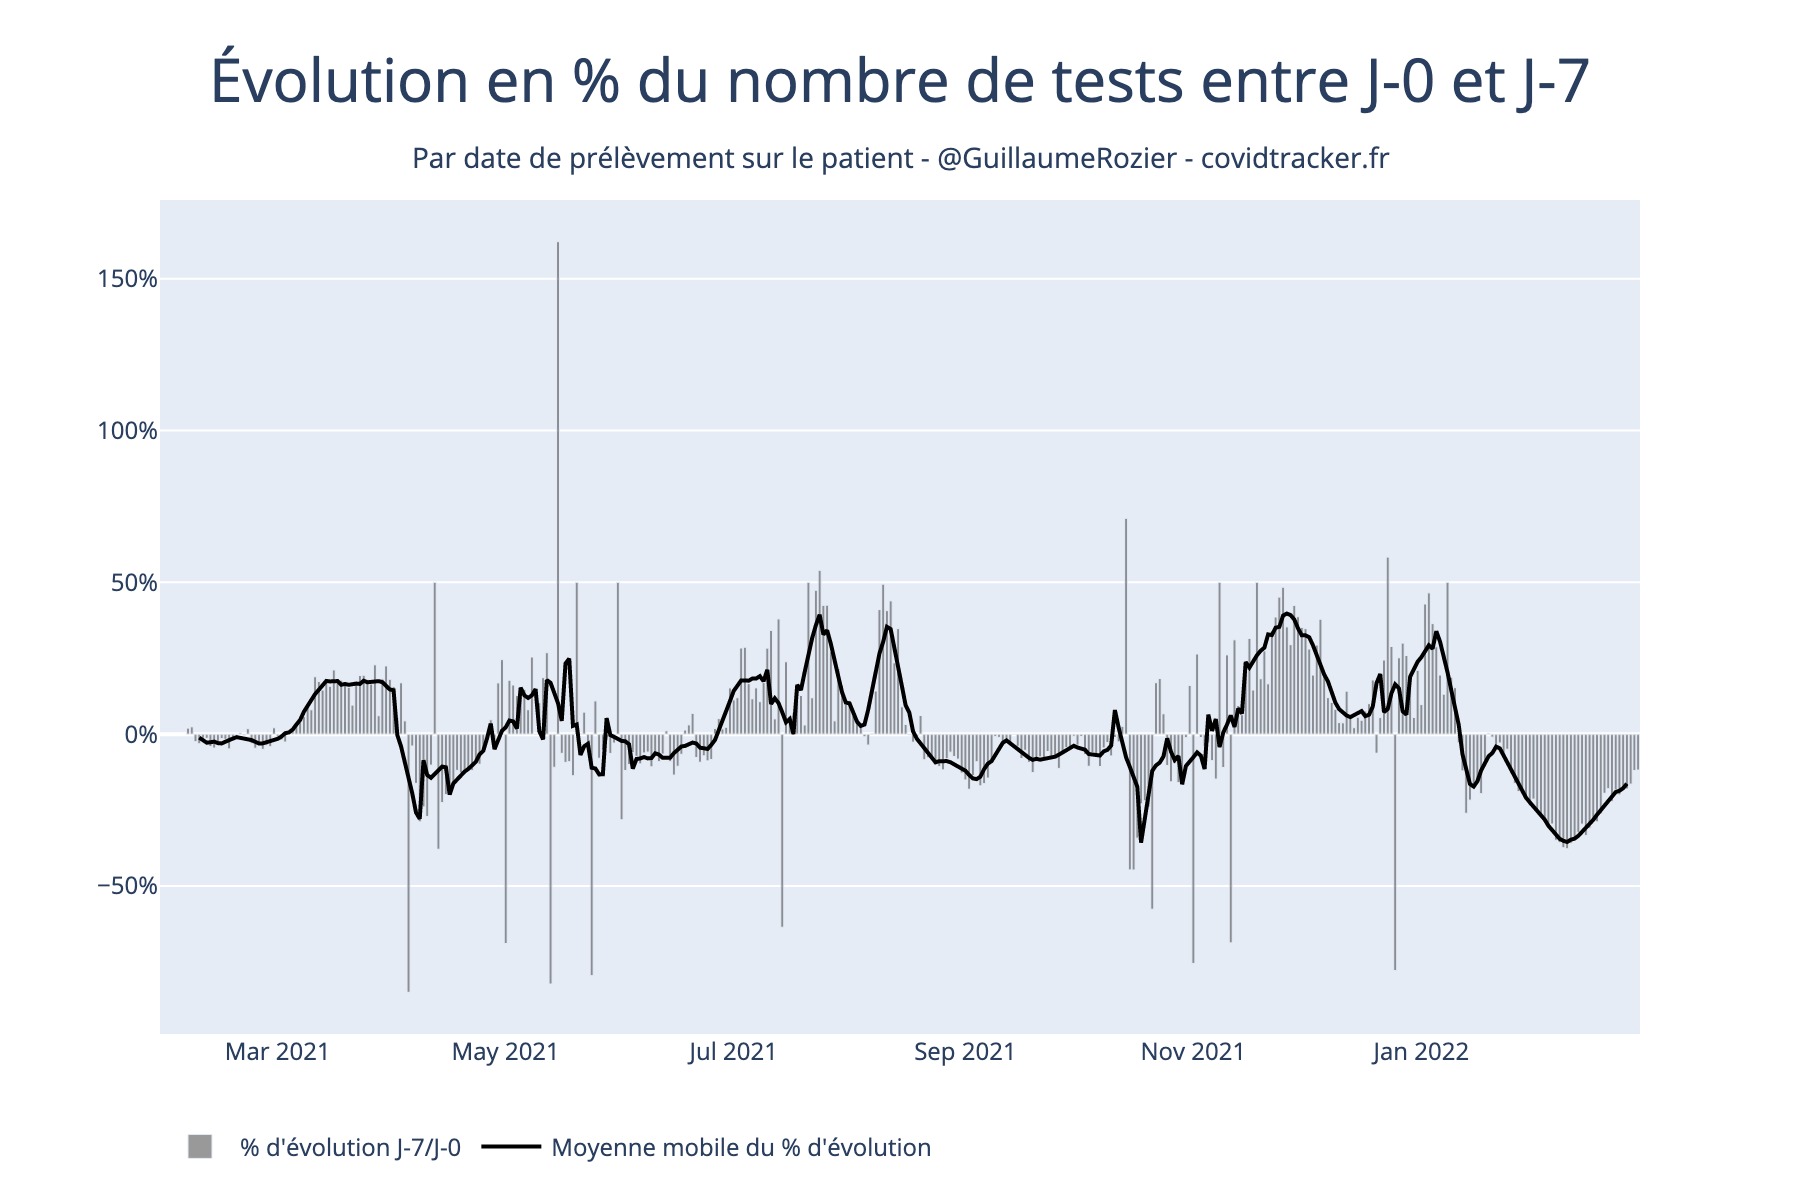 Évolution en % du nombre de tests entre J-0 et J-7
Par date de prélèvement sur le patient - @GuillaumeRozier - covidtracker.fr
150%
100%
50%
0%
−50%
Mar 2021 May 2021 Jul 2021 Sep 2021 Nov 2021 Jan 2022
% d'évolution J-7/J-0 Moyenne mobile du % d'évolution